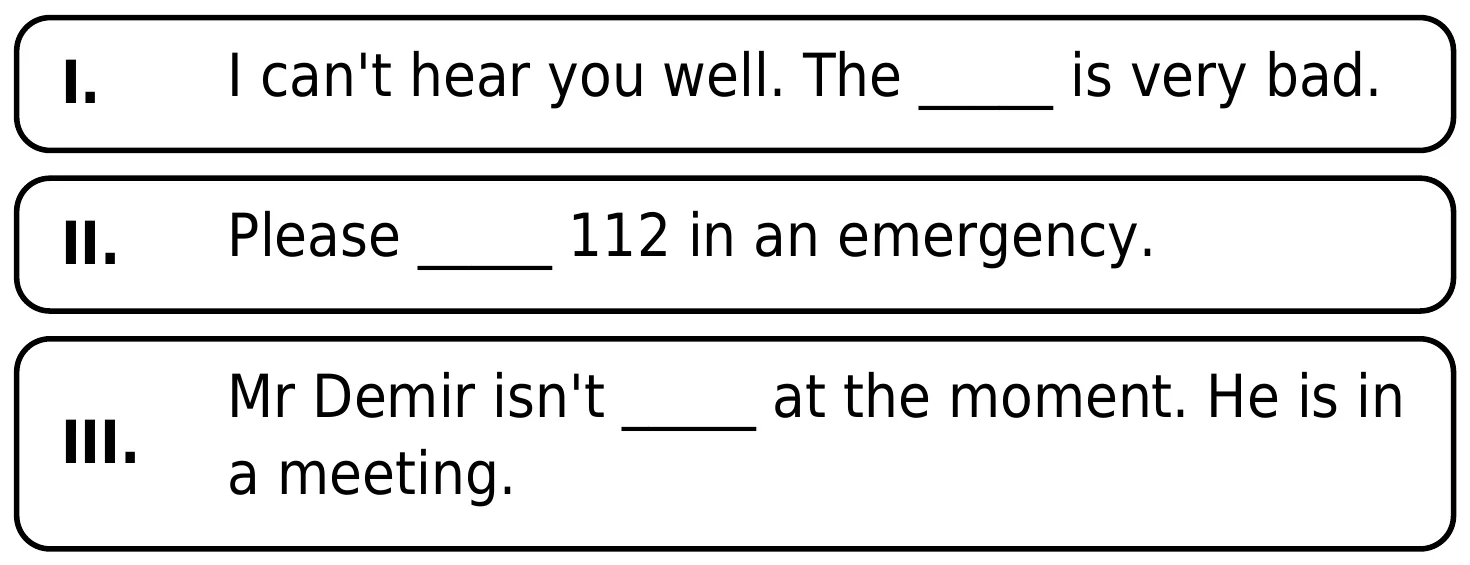 I. I can't hear you well. The _____ is very bad.
II. Please _____ 112 in an emergency.
III. Mr Demir isn't _____ at the moment. He is in
a meeting.